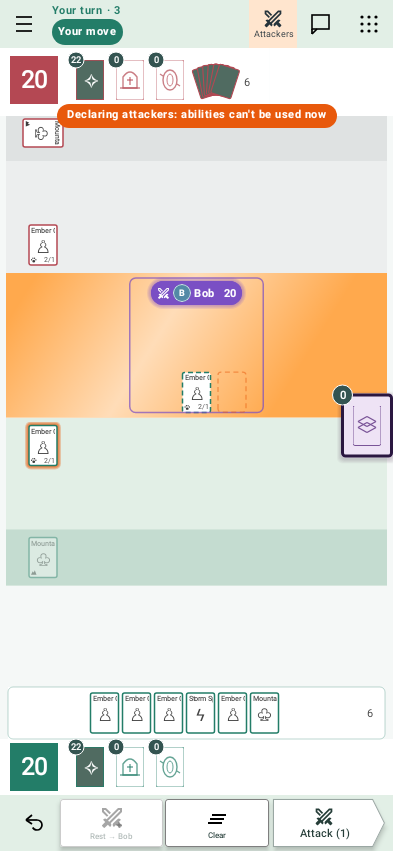 Your turn · 3
Your move
Attackers
20
22
0
0
6
Declaring attackers: abilities can't be used now
Mounta
Ember C
2/1
B Bob 20
Ember C
2/1
0
Ember C
2/1
Mounta
Ember C
Ember C
Ember C
Storm S
Ember C
Mounta
6
20
22
0
0
Rest → Bob
Clear
Attack (1)